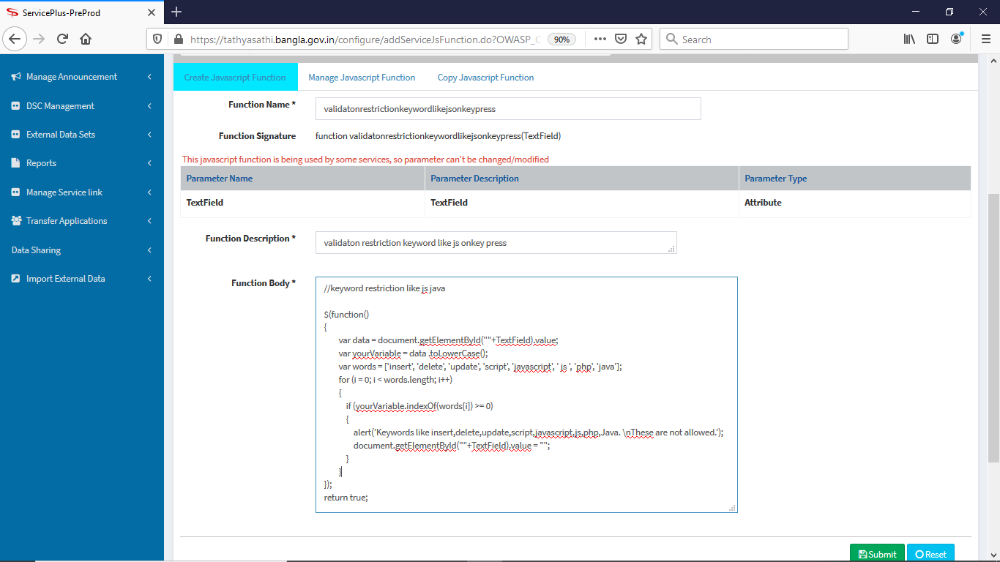 ServicePlus-PreProd
https://tathyasathi.bangla.gov.in/configure/addServiceJsFunction.do?OWASP_C
90%
Search
Manage Announcement
DSC Management
External Data Sets
Reports
Manage Service link
Transfer Applications
Data Sharing
Import External Data
Create Javascript Function Manage Javascript Function Copy Javascript Function
Function Name * validatonrestrictionkeywordlikejsonkeypress
Function Signature function validatonrestrictionkeywordlikejsonkeypress(TextField)
This javascript function is being used by some services, so parameter can't be changed/modified
Parameter Name Parameter Description Parameter Type
TextField TextField Attribute
Function Description * validaton restriction keyword like js onkey press
Function Body * //keyword restriction like js java
$(function()
{
var data = document.getElementById(""+TextField).value;
var yourVariable = data .toLowerCase();
var words = ['insert', 'delete', 'update', 'script', 'javascript', ' js ', 'php', 'java'];
for (i = 0; i < words.length; i++)
{
if (yourVariable.indexOf(words[i]) >= 0)
{
alert('Keywords like insert,delete,update,script,javascript,js,php,Java. \nThese are not allowed.');
document.getElementById(""+TextField).value = "";
}
}
});
return true;
Submit Reset